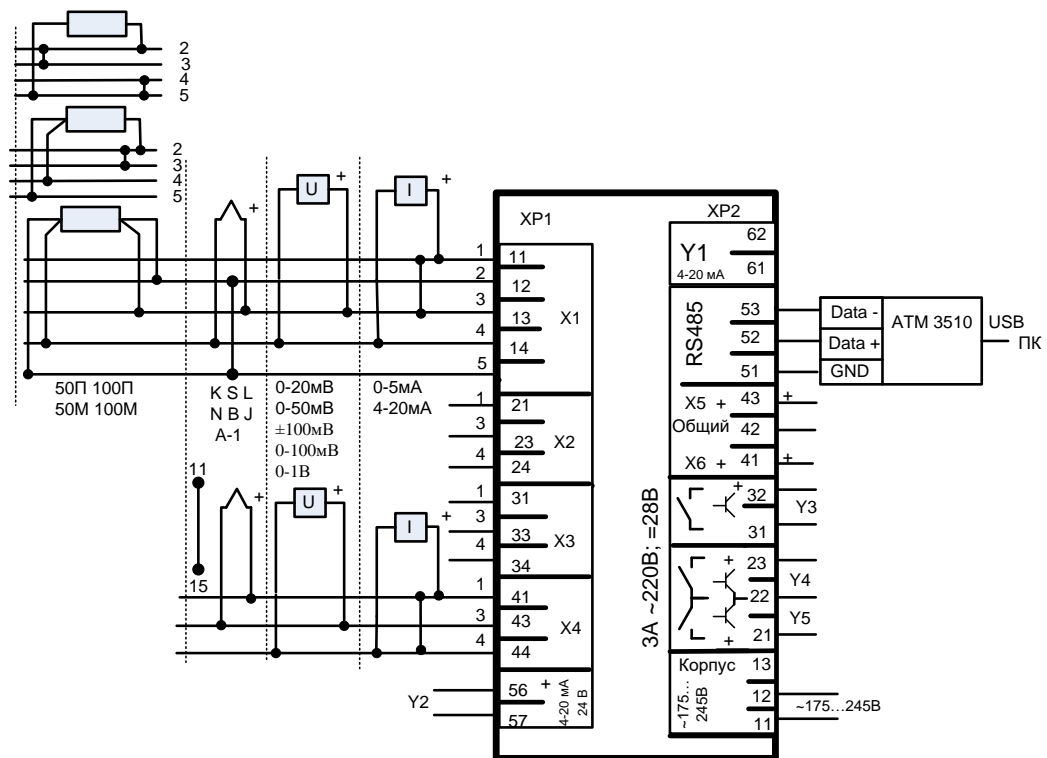 2
3
4
5
2
3
4
5
+
U
+
I
+
1
2
3
4
5
50П 100П
50М 100М
K S L
N B J
A-1
0-20мВ
0-50мВ
±100мВ
0-100мВ
0-1В
0-5мА
4-20мА
11
15
+
U
+
I
+
1
3
4
1
3
4
1
3
4
Y2
XP1
11
12
13
14
X1
21
23
24
X2
31
33
34
X3
41
43
44
X4
56
57
+
4-20 мА
24 В
XP2
62
Y1
4-20 мА
61
RS485
53
52
51
X5 +
43
+
Общий
42
X6 +
41
+
3А ~220В; =28В
+
32
31
Y3
+
23
22
21
+
Y4
Y5
Корпус
13
~175...
245В
12
11
~175...245В
Data -
Data +
GND
ATM 3510
USB
ПК